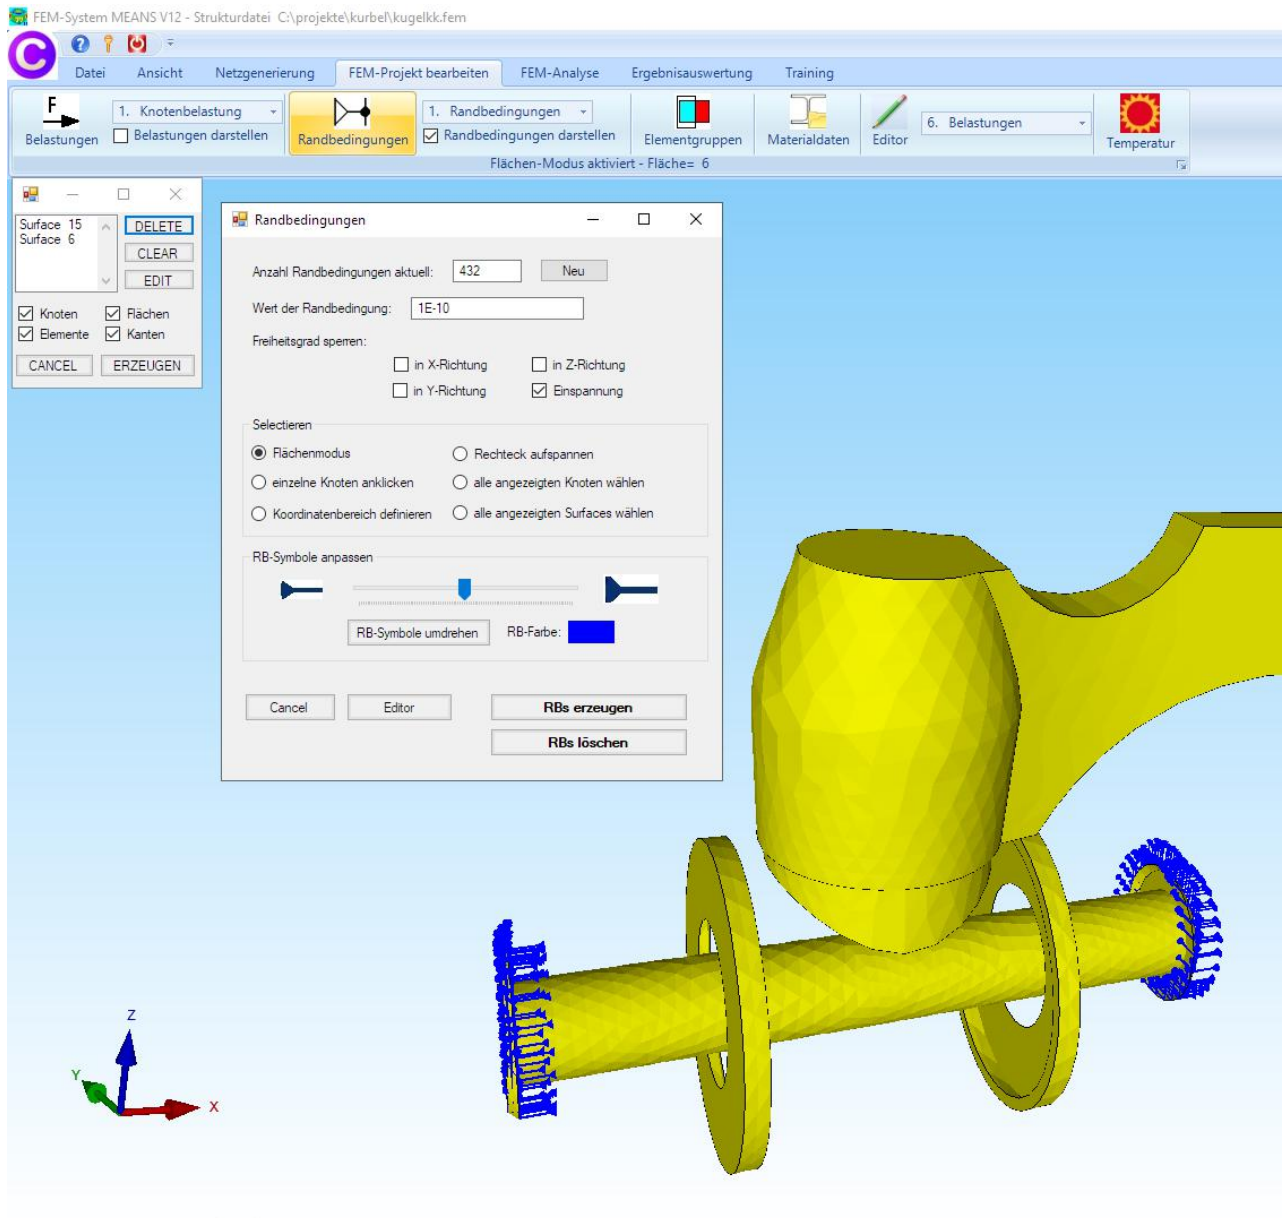 FEM-System MEANS V12 - Strukturdatei C:\projekte\kurbel\kugelkk.fem
Datei Ansicht Netzgenerierung FEM-Projekt bearbeiten FEM-Analyse Ergebnisauswertung Training
F 1. Knotenbelastung 1. Randbedingungen
6. Belastungen
Belastungen Belastungen darstellen Randbedingungen Randbedingungen darstellen Elementgruppen Materialdaten Editor Temperatur
Flächen-Modus aktiviert - Fläche= 6
Surface 15 DELETE
Surface 6
CLEAR
EDIT
Knoten Flächen
Elemente Kanten
CANCEL ERZEUGEN
Randbedingungen
Anzahl Randbedingungen aktuell: 432 Neu
Wert der Randbedingung: 1E-10
Freiheitsgrad sperren:
in X-Richtung in Z-Richtung
in Y-Richtung Einspannung
Selectieren
Flächenmodus Rechteck aufspannen
einzelne Knoten anklicken alle angezeigten Knoten wählen
Koordinatenbereich definieren alle angezeigten Surfaces wählen
RB-Symbole anpassen
RB-Symbole umdrehen RB-Farbe:
Cancel Editor RBs erzeugen
RBs löschen
Z
Y
X